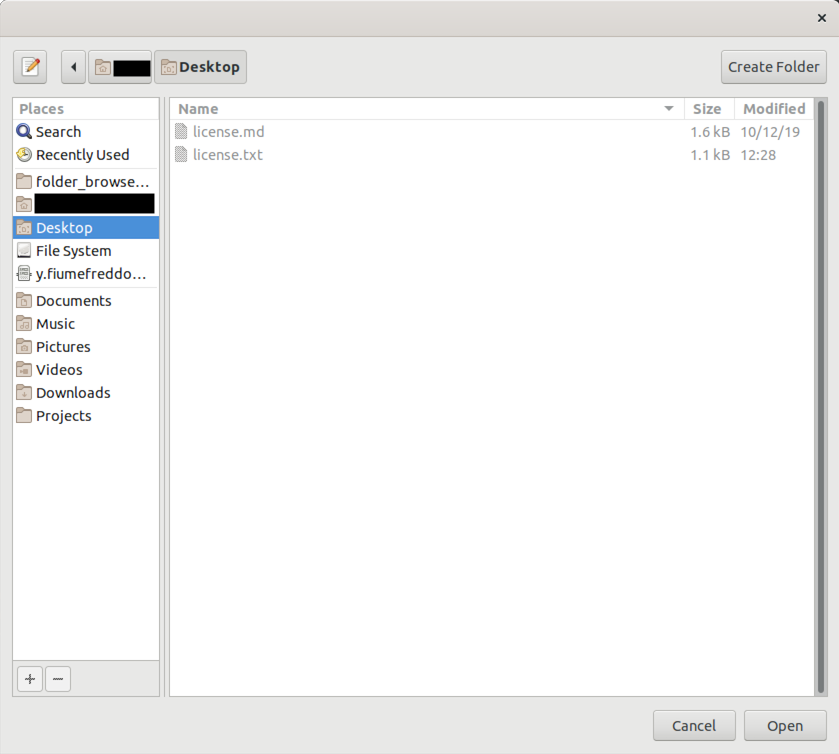 Desktop
Create Folder
Places
Search
Recently Used
folder_browse...
Desktop
File System
y.fiumefreddo...
Documents
Music
Pictures
Videos
Downloads
Projects
Name Size Modified
license.md 1.6 kB 10/12/19
license.txt 1.1 kB 12:28
Cancel
Open